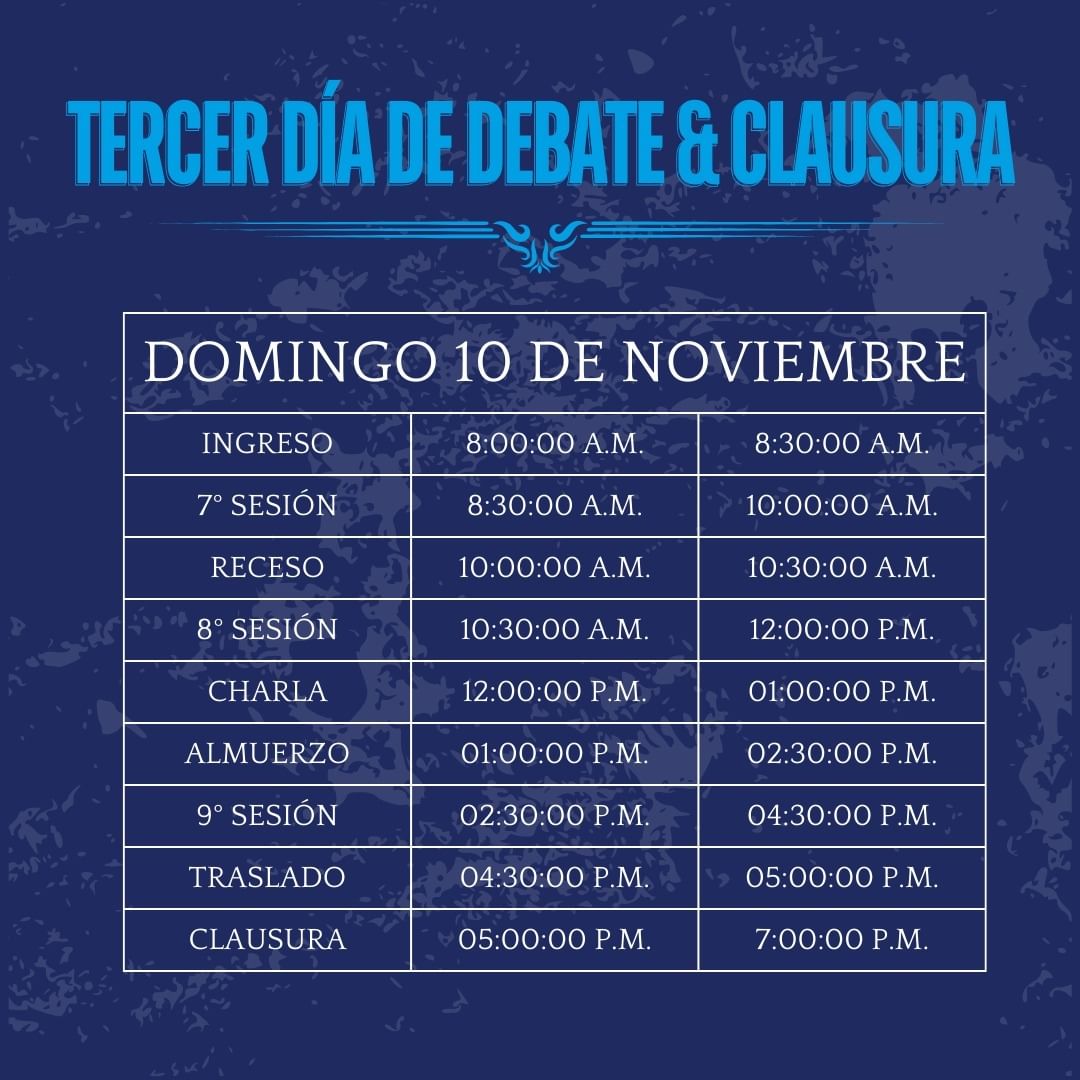 TERCER DÍA DE DEBATE & CLAUSURA
DOMINGO 10 DE NOVIEMBRE
INGRESO 8:00:00 A.M. 8:30:00 A.M.
7° SESIÓN 8:30:00 A.M. 10:00:00 A.M.
RECESO 10:00:00 A.M. 10:30:00 A.M.
8° SESIÓN 10:30:00 A.M. 12:00:00 P.M.
CHARLA 12:00:00 P.M. 01:00:00 P.M.
ALMUERZO 01:00:00 P.M. 02:30:00 P.M.
9° SESIÓN 02:30:00 P.M. 04:30:00 P.M.
TRASLADO 04:30:00 P.M. 05:00:00 P.M.
CLAUSURA 05:00:00 P.M. 7:00:00 P.M.